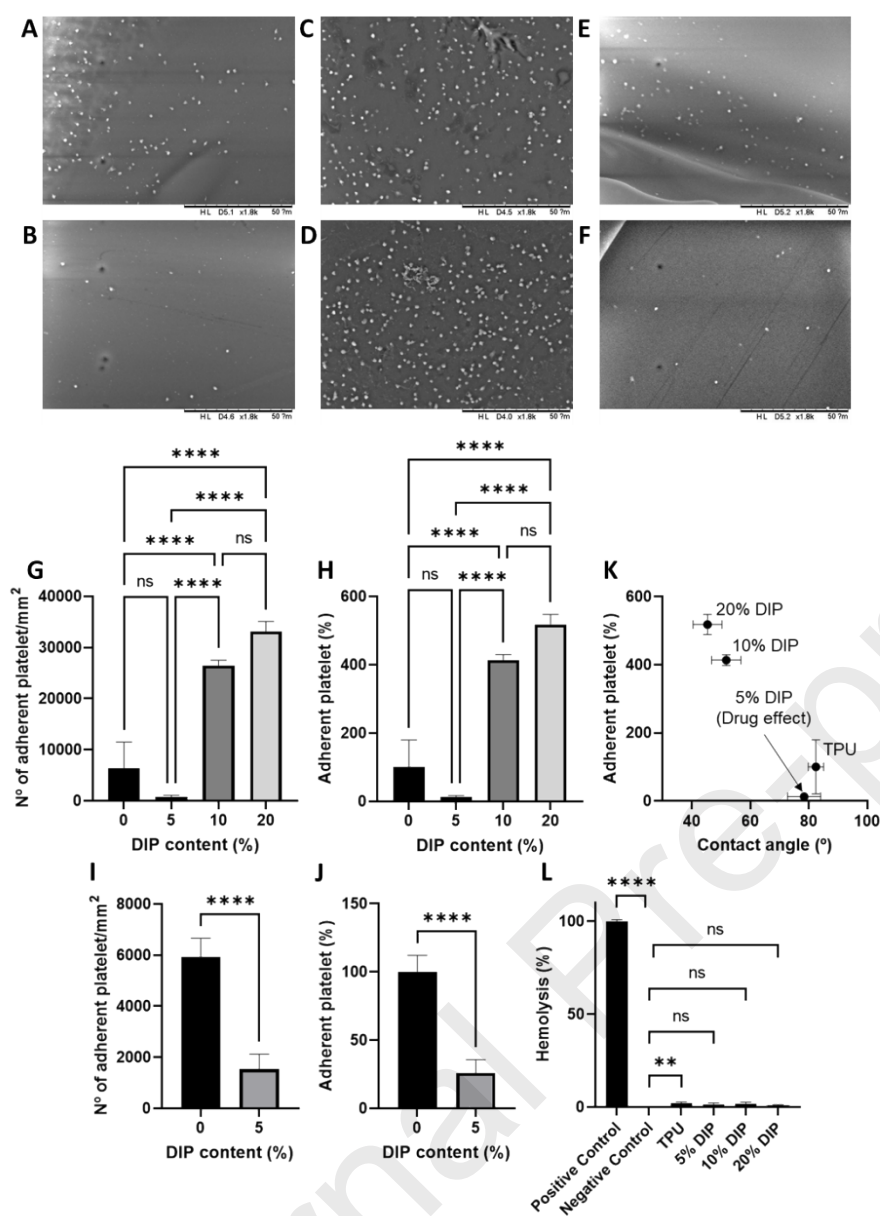 A
C
E
HL D5.1 x1.8k 50 ?m
HL D4.5 x1.8k 50 ?m
HL D5.2 x1.8k 50 ?m
B
D
F
HL D4.6 x1.8k 50 ?m
HL D4.0 x1.8k 50 ?m
HL D5.2 x1.8k 50 ?m
G
****
****
****
ns
ns
****
Nº of adherent platelet/mm²
40000
30000
20000
10000
0
0 5 10 20
DIP content (%)
H
****
****
****
ns
ns
****
Adherent platelet (%)
600
400
200
0
0 5 10 20
DIP content (%)
K
Adherent platelet (%)
600
400
200
0
20% DIP
10% DIP
5% DIP
(Drug effect)
TPU
40 60 80 100
Contact angle (º)
I
****
Nº of adherent platelet/mm²
8000
6000
4000
2000
0
0 5
DIP content (%)
J
****
Adherent platelet (%)
150
100
50
0
0 5
DIP content (%)
L
****
ns
ns
ns
**
Hemolysis (%)
100
50
0
Positive Control
Negative Control
TPU
5% DIP
10% DIP
20% DIP
rnal Pre-p